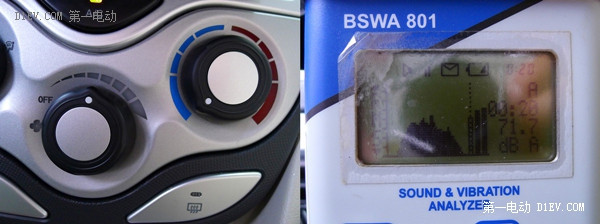 D1EV.COM 第一电动
OFF
BSWA 801
A
71.7
dB A
SOUND & VIBRATION
ANALYZER
第一电动 D1EV.COM